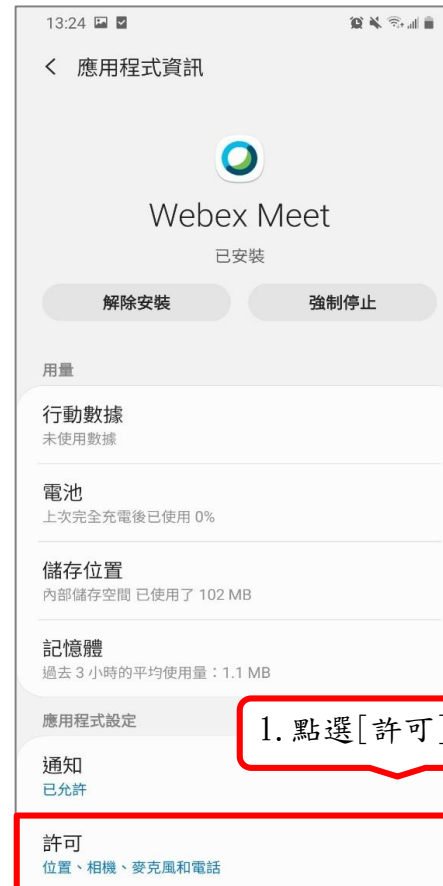 13:24
應用程式資訊
Webex Meet
已安裝
解除安裝
強制停止
用量
行動數據
未使用數據
電池
上次完全充電後已使用 0%
儲存位置
內部儲存空間 已使用了 102 MB
記憶體
過去 3 小時的平均使用量：1.1 MB
應用程式設定
1.點選[許可]
通知
已允許
許可
位置、相機、麥克風和電話